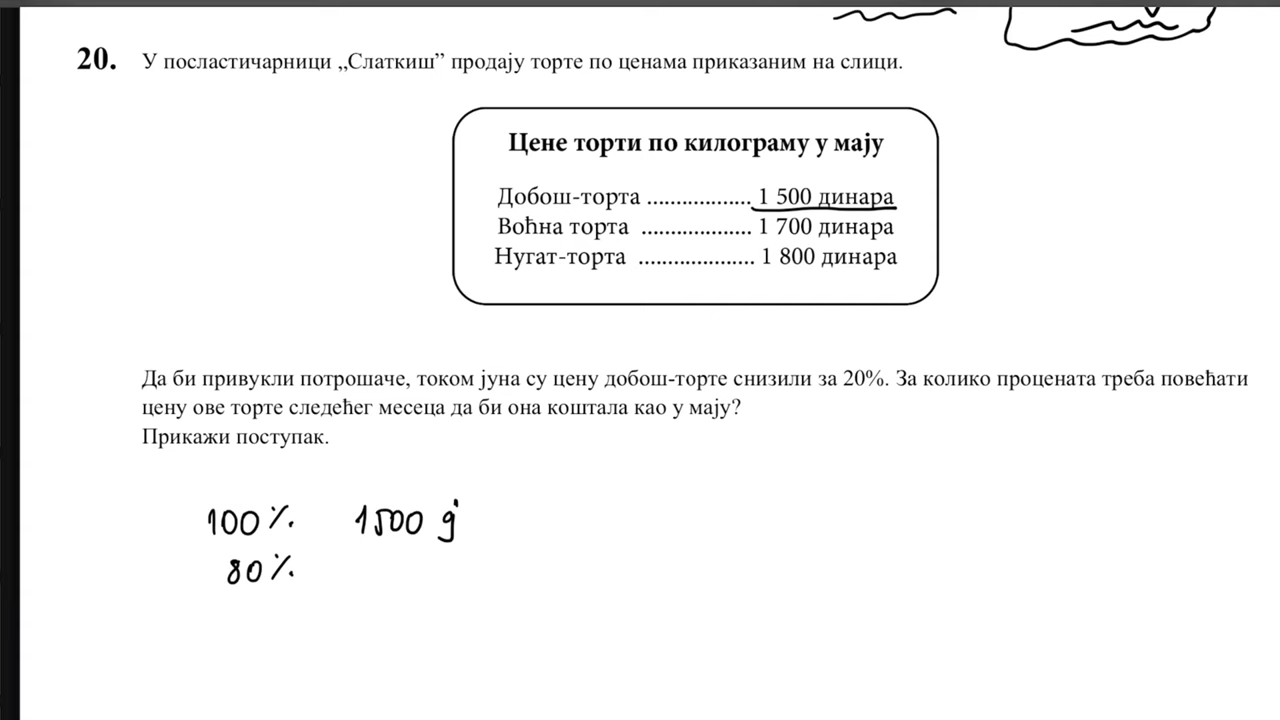 20. У посластичарници „Слаткиш” продају торте по ценама приказаним на слици.
Цене торти по килограму у мају
Добош-торта .................. 1 500 динара
Воћна торта ................... 1 700 динара
Нугат-торта .................... 1 800 динара
Да би привукли потрошаче, током јуна су цену добош-торте снизили за 20%. За колико процената треба повећати
цену ове торте следећег месеца да би она коштала као у мају?
Прикажи поступак.
100% 1500 g
80%